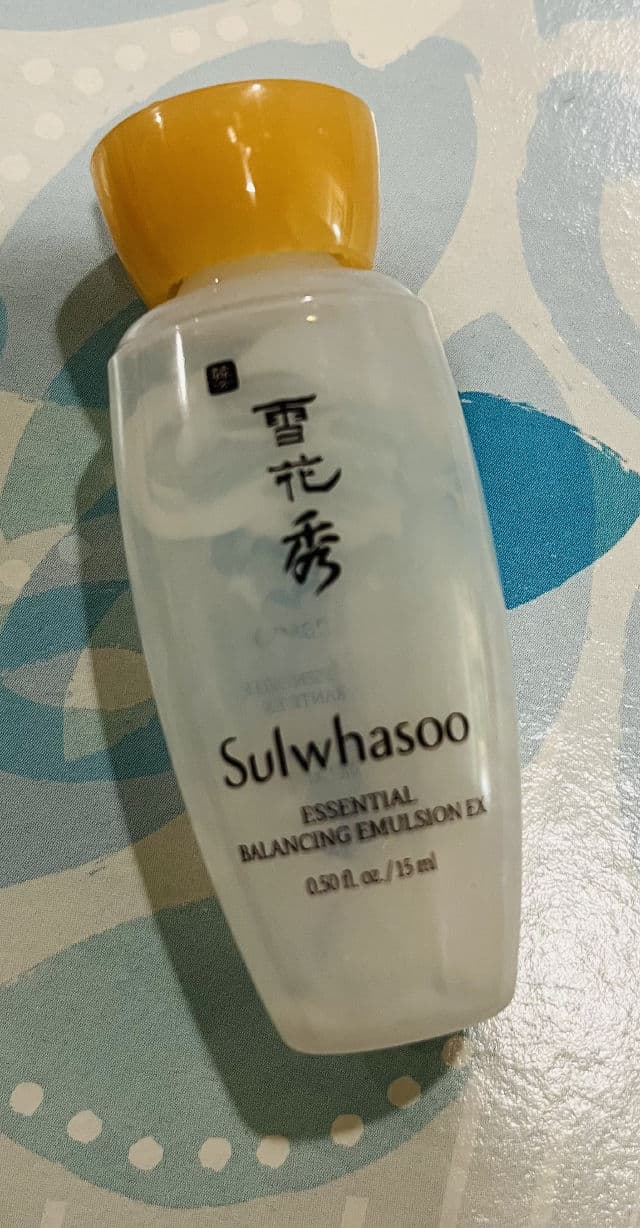 雪
花
秀
Sulwhasoo
ESSENTIAL
BALANCING EMULSION EX
0.50 fl. oz. / 15 ml